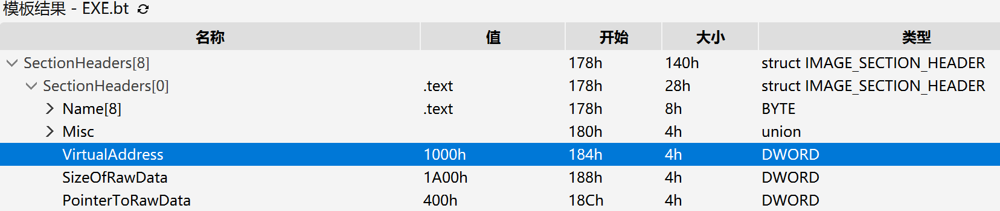 模板结果 - EXE.bt
名称 值 开始 大小 类型
SectionHeaders[8] 178h 140h struct IMAGE_SECTION_HEADER
SectionHeaders[0] .text 178h 28h struct IMAGE_SECTION_HEADER
Name[8] .text 178h 8h BYTE
Misc 180h 4h union
VirtualAddress 1000h 184h 4h DWORD
SizeOfRawData 1A00h 188h 4h DWORD
PointerToRawData 400h 18Ch 4h DWORD